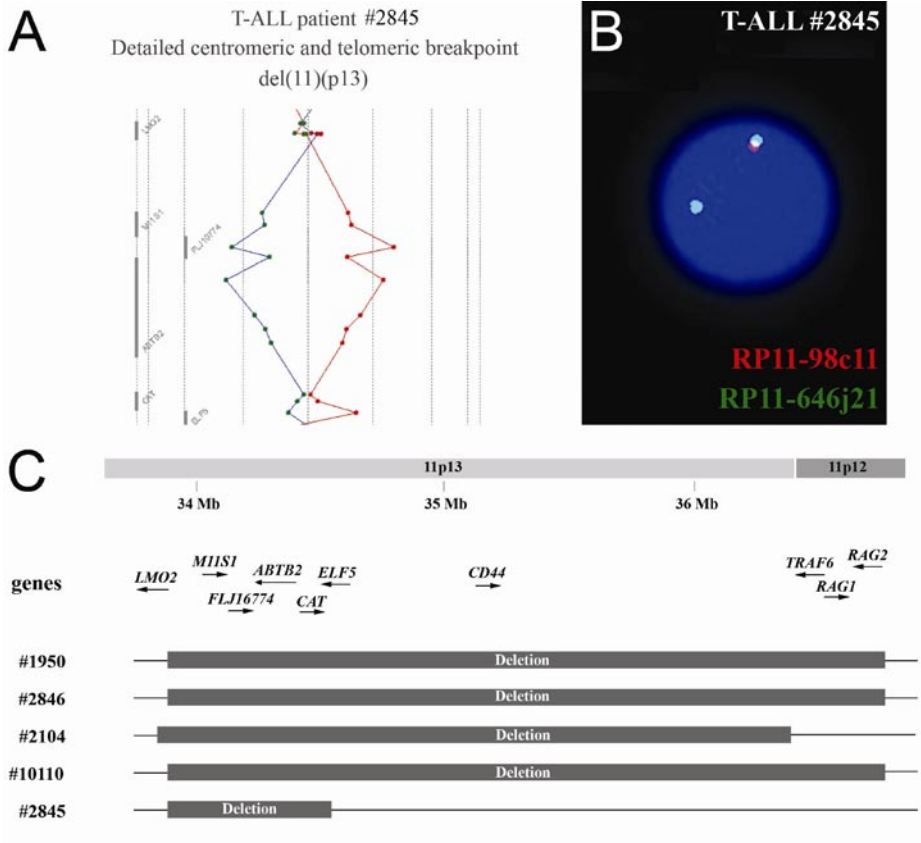 A
T-ALL patient #2845
Detailed centromeric and telomeric breakpoint
del(11)(p13)
LMO2
M11S1
FLJ16774
ABTB2
CAT
ELF5
B
T-ALL #2845
RP11-98c11
RP11-646j21
C
11p13
11p12
34 Mb
35 Mb
36 Mb
genes
LMO2
M11S1
FLJ16774
ABTB2
CAT
ELF5
CD44
TRAF6
RAG1
RAG2
#1950
Deletion
#2846
Deletion
#2104
Deletion
#10110
Deletion
#2845
Deletion